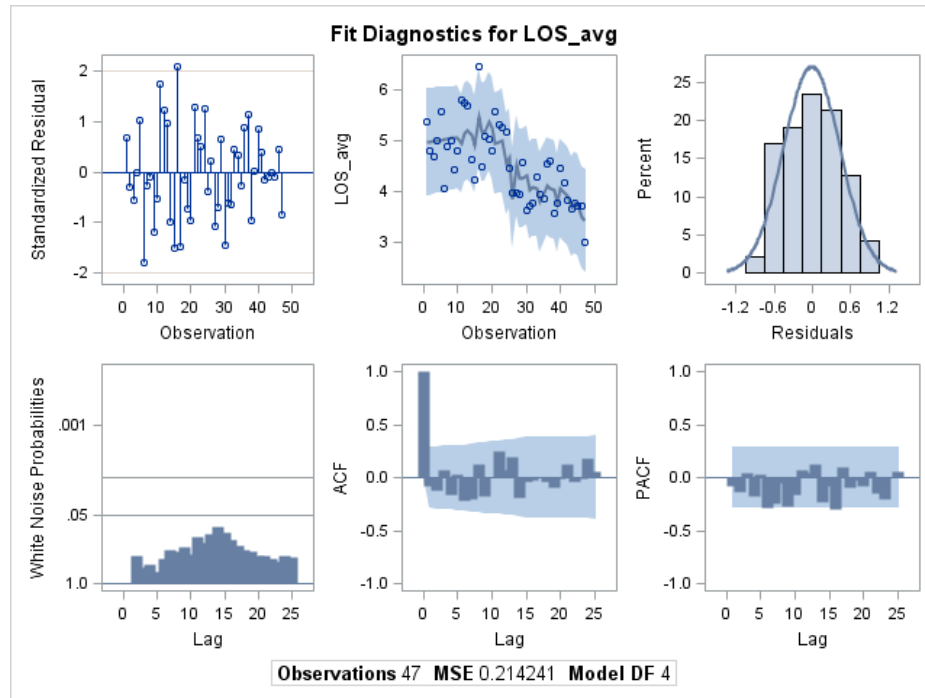 Fit Diagnostics for LOS_avg
Standardized Residual
2
1
0
-1
-2
0 10 20 30 40 50
Observation
LOS_avg
6
5
4
3
0 10 20 30 40 50
Observation
Percent
25
20
15
10
5
0
-1.2 -0.6 0 0.6 1.2
Residuals
White Noise Probabilities
.001
.05
1.0
0 5 10 15 20 25
Lag
ACF
1.0
0.5
0.0
-0.5
-1.0
0 5 10 15 20 25
Lag
PACF
1.0
0.5
0.0
-0.5
-1.0
0 5 10 15 20 25
Lag
Observations 47 MSE 0.214241 Model DF 4